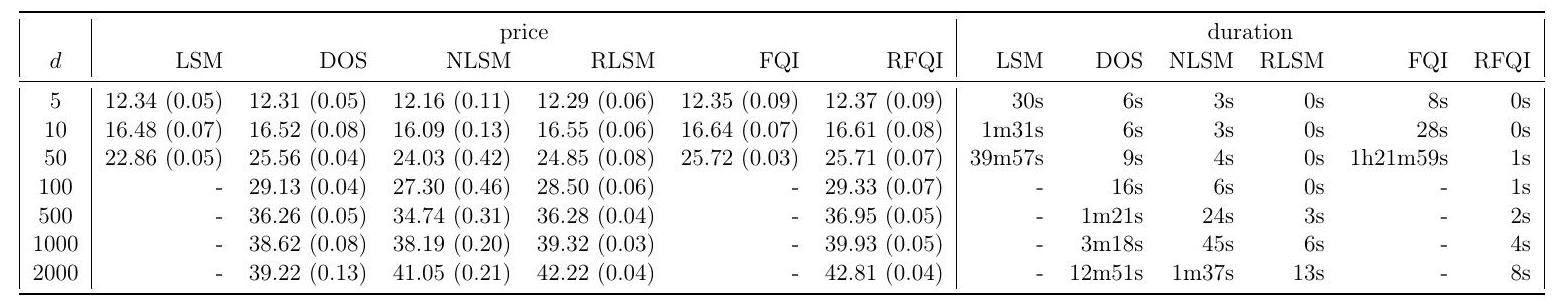 price duration
d LSM DOS NLSM RLSM FQI RFQI LSM DOS NLSM RLSM FQI RFQI
5 12.34 (0.05) 12.31 (0.05) 12.16 (0.11) 12.29 (0.06) 12.35 (0.09) 12.37 (0.09) 30s 6s 3s 0s 8s 0s
10 16.48 (0.07) 16.52 (0.08) 16.09 (0.13) 16.55 (0.06) 16.64 (0.07) 16.61 (0.08) 1m31s 6s 3s 0s 28s 0s
50 22.86 (0.05) 25.56 (0.04) 24.03 (0.42) 24.85 (0.08) 25.72 (0.03) 25.71 (0.07) 39m57s 9s 4s 0s 1h21m59s 1s
100 - 29.13 (0.04) 27.30 (0.46) 28.50 (0.06) - 29.33 (0.07) - 16s 6s 0s - 1s
500 - 36.26 (0.05) 34.74 (0.31) 36.28 (0.04) - 36.95 (0.05) - 1m21s 24s 3s - 2s
1000 - 38.62 (0.08) 38.19 (0.20) 39.32 (0.03) - 39.93 (0.05) - 3m18s 45s 6s - 4s
2000 - 39.22 (0.13) 41.05 (0.21) 42.22 (0.04) - 42.81 (0.04) - 12m51s 1m37s 13s - 8s